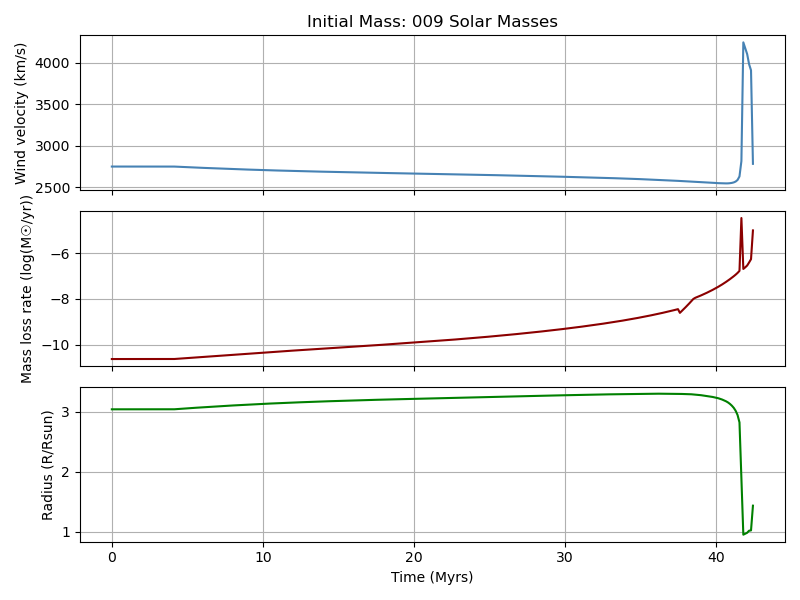 Initial Mass: 009 Solar Masses
Wind velocity (km/s)
4000
3500
3000
2500
Mass loss rate (log(M☉/yr))
−6
−8
−10
Radius (R/Rsun)
3
2
1
0 10 20 30 40
Time (Myrs)